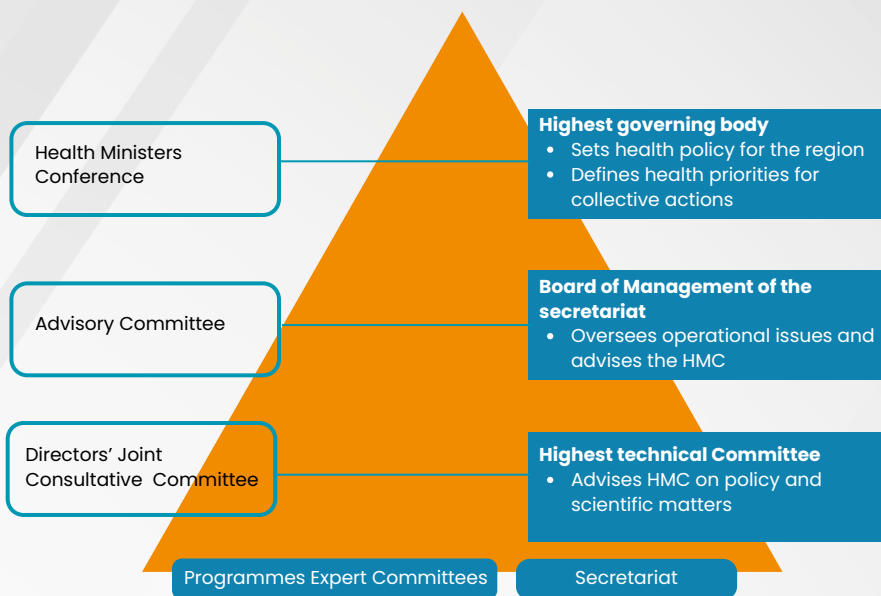 Health Ministers
Conference
Highest governing body
• Sets health policy for the region
• Defines health priorities for
collective actions
Advisory Committee
Board of Management of the
secretariat
• Oversees operational issues and
advises the HMC
Directors’ Joint
Consultative Committee
Highest technical Committee
• Advises HMC on policy and
scientific matters
Programmes Expert Committees
Secretariat